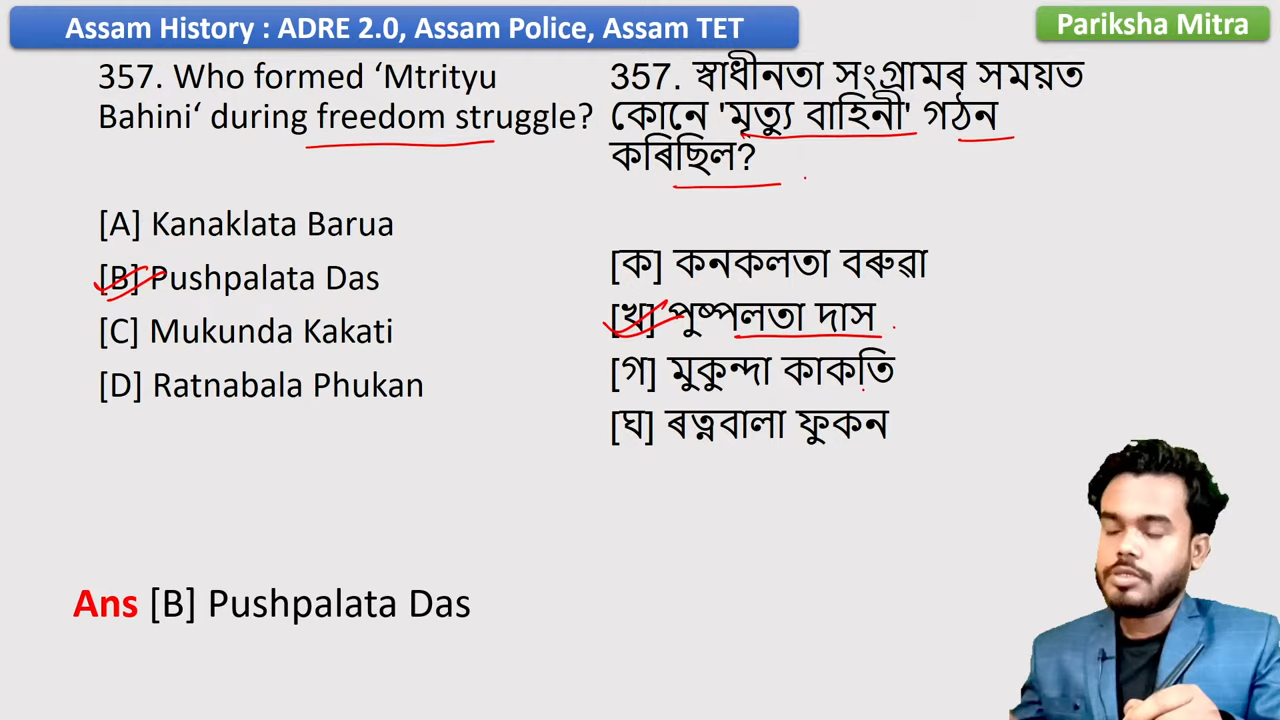 Assam History : ADRE 2.0, Assam Police, Assam TET
Pariksha Mitra
357. Who formed ‘Mtrityu
Bahini‘ during freedom struggle?
[A] Kanaklata Barua
[B] Pushpalata Das
[C] Mukunda Kakati
[D] Ratnabala Phukan
357. স্বাধীনতা সংগ্ৰামৰ সময়ত
কোনে 'মৃত্যু বাহিনী' গঠন
কৰিছিল?
[ক] কনকলতা বৰুৱা
[খ] পুষ্পলতা দাস
[গ] মুকুন্দা কাকতি
[ঘ] ৰত্নবালা ফুকন
Ans [B] Pushpalata Das